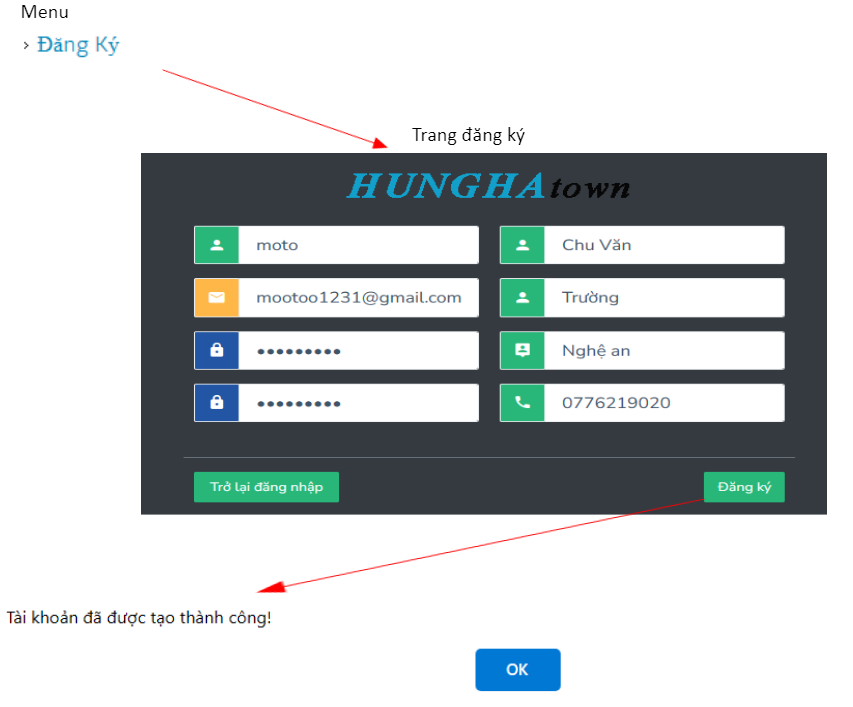 Menu
› Đăng Ký
Trang đăng ký
HUNGHAtown
moto
Chu Văn
mootoo1231@gmail.com
Trường
•••••••••
Nghệ an
•••••••••
0776219020
Trở lại đăng nhập
Đăng ký
Tài khoản đã được tạo thành công!
OK